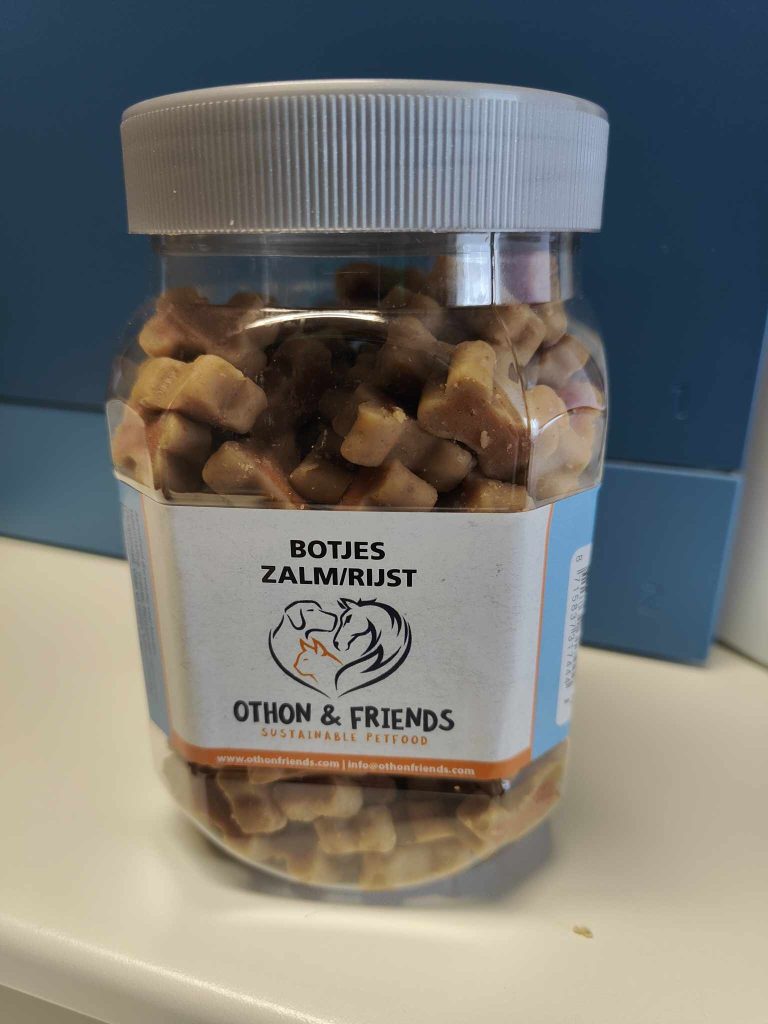 BOTJES
ZALM/RIJST
OTHON & FRIENDS
SUSTAINABLE PETFOOD
www.othonfriends.com | info@othonfriends.com